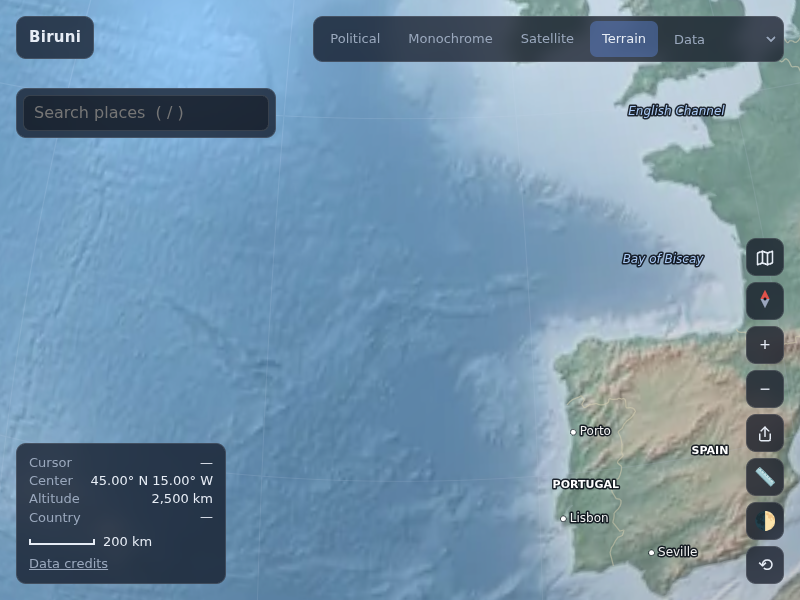 Biruni
Political Monochrome Satellite Terrain Data
Search places ( / )
English Channel
Bay of Biscay
Porto
SPAIN
PORTUGAL
Lisbon
Seville
Cursor —
Center 45.00° N 15.00° W
Altitude 2,500 km
Country —
200 km
Data credits